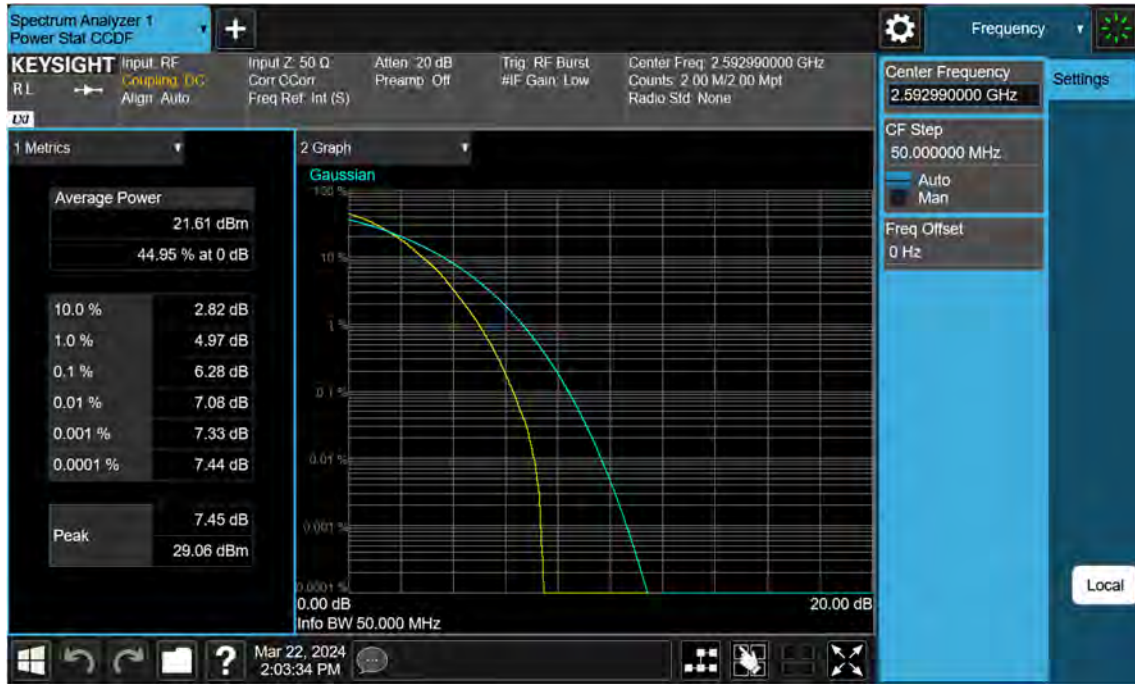 Spectrum Analyzer 1
Power Stat CCDF
+
Frequency
KEYSIGHT
RL
LXI
Input: RF
Coupling: DC
Align: Auto
Input Z: 50 Ω
Corr CCorr
Freq Ref: Int (S)
Atten: 20 dB
Preamp: Off
Trig: RF Burst
#IF Gain: Low
Center Freq: 2.592990000 GHz
Counts: 2.00 M/2.00 Mpt
Radio Std: None
Center Frequency
2.592990000 GHz
Settings
CF Step
50.000000 MHz
Auto
Man
Freq Offset
0 Hz
1 Metrics
Average Power
21.61 dBm
44.95 % at 0 dB
10.0 % 2.82 dB
1.0 % 4.97 dB
0.1 % 6.28 dB
0.01 % 7.08 dB
0.001 % 7.33 dB
0.0001 % 7.44 dB
Peak
7.45 dB
29.06 dBm
2 Graph
Gaussian
100 %
10 %
1 %
0.1 %
0.01 %
0.001 %
0.0001 %
0.00 dB
20.00 dB
Info BW 50.000 MHz
Local
?
Mar 22, 2024
2:03:34 PM